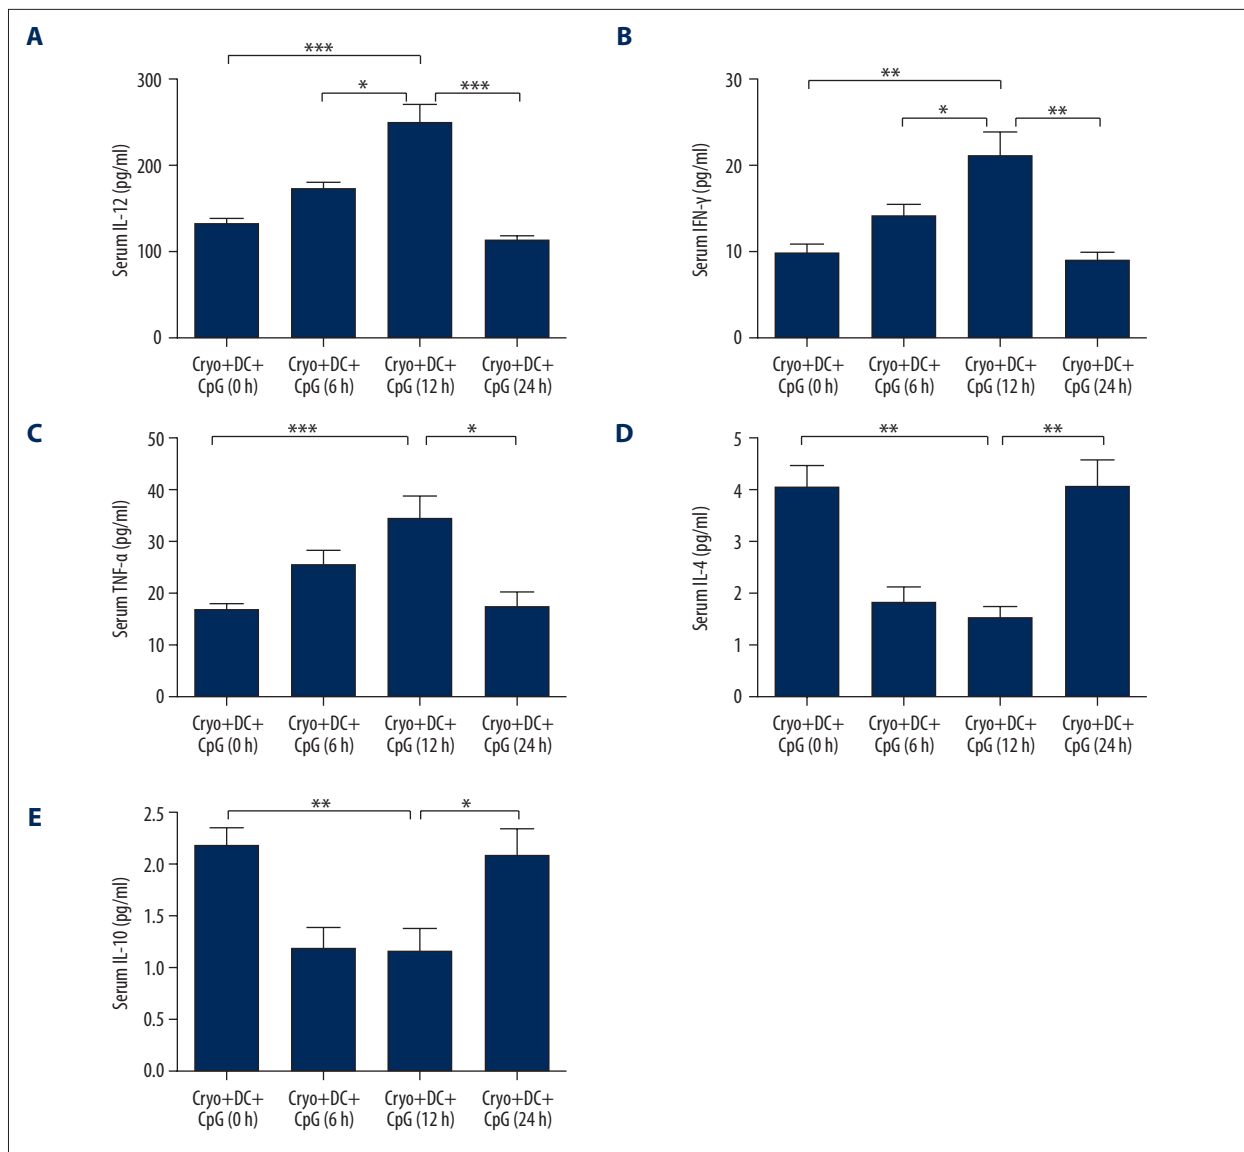 A
***
*
***
300
200
100
0
Serum IL-12 (pg/ml)
Cryo+DC+
CpG (0 h)
Cryo+DC+
CpG (6 h)
Cryo+DC+
CpG (12 h)
Cryo+DC+
CpG (24 h)
B
**
*
**
30
20
10
0
Serum IFN-γ (pg/ml)
Cryo+DC+
CpG (0 h)
Cryo+DC+
CpG (6 h)
Cryo+DC+
CpG (12 h)
Cryo+DC+
CpG (24 h)
C
***
*
50
40
30
20
10
0
Serum TNF-α (pg/ml)
Cryo+DC+
CpG (0 h)
Cryo+DC+
CpG (6 h)
Cryo+DC+
CpG (12 h)
Cryo+DC+
CpG (24 h)
D
**
**
5
4
3
2
1
0
Serum IL-4 (pg/ml)
Cryo+DC+
CpG (0 h)
Cryo+DC+
CpG (6 h)
Cryo+DC+
CpG (12 h)
Cryo+DC+
CpG (24 h)
E
**
*
2.5
2.0
1.5
1.0
0.5
0.0
Serum IL-10 (pg/ml)
Cryo+DC+
CpG (0 h)
Cryo+DC+
CpG (6 h)
Cryo+DC+
CpG (12 h)
Cryo+DC+
CpG (24 h)